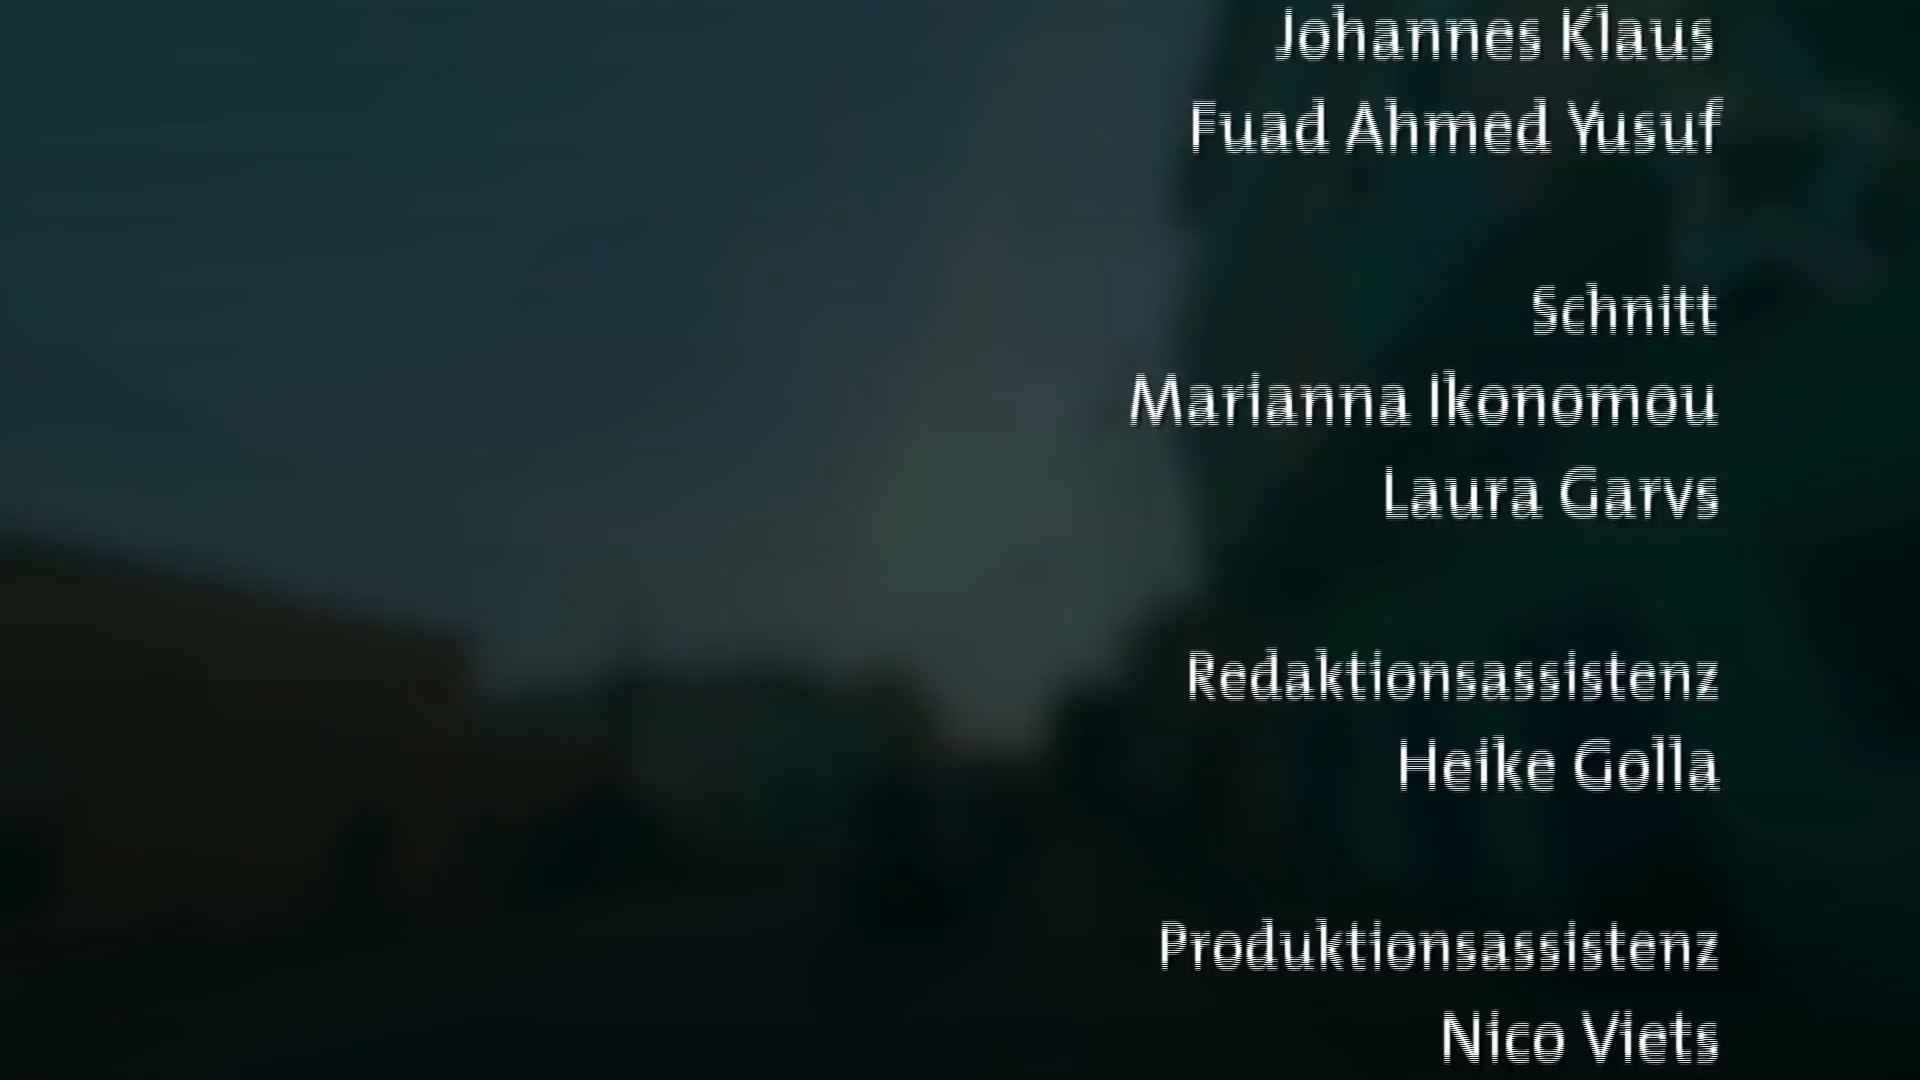 Johannes Klaus
Fuad Ahmed Yusuf
Schnitt
Marianna Ikonomou
Laura Garvs
Redaktionsassistenz
Heike Golla
Produktionsassistenz
Nico Viets